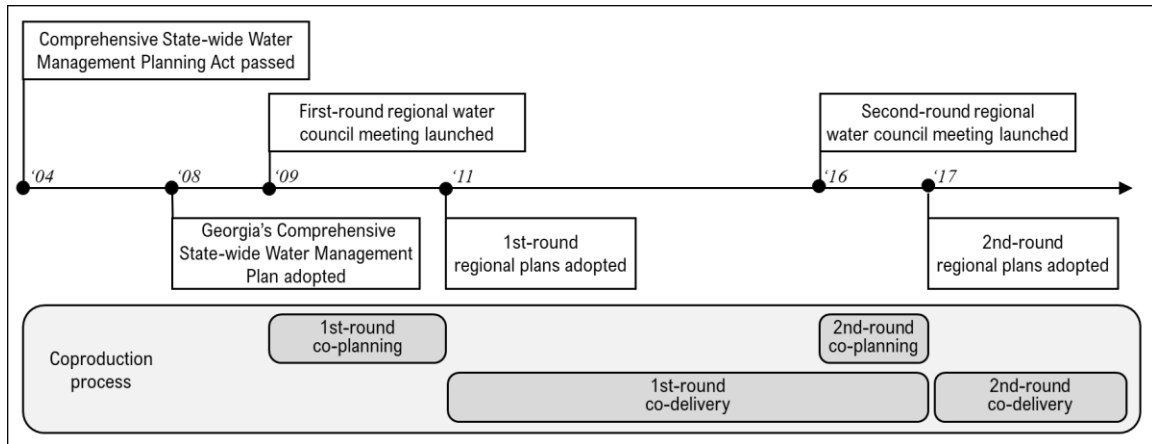 Comprehensive State-wide Water
Management Planning Act passed
First-round regional water
council meeting launched
Second-round regional
water council meeting launched
‘04
‘08
‘09
‘11
‘16
‘17
Georgia’s Comprehensive
State-wide Water Management
Plan adopted
1st-round
regional plans adopted
2nd-round
regional plans adopted
Coproduction
process
1st-round
co-planning
2nd-round
co-planning
1st-round
co-delivery
2nd-round
co-delivery